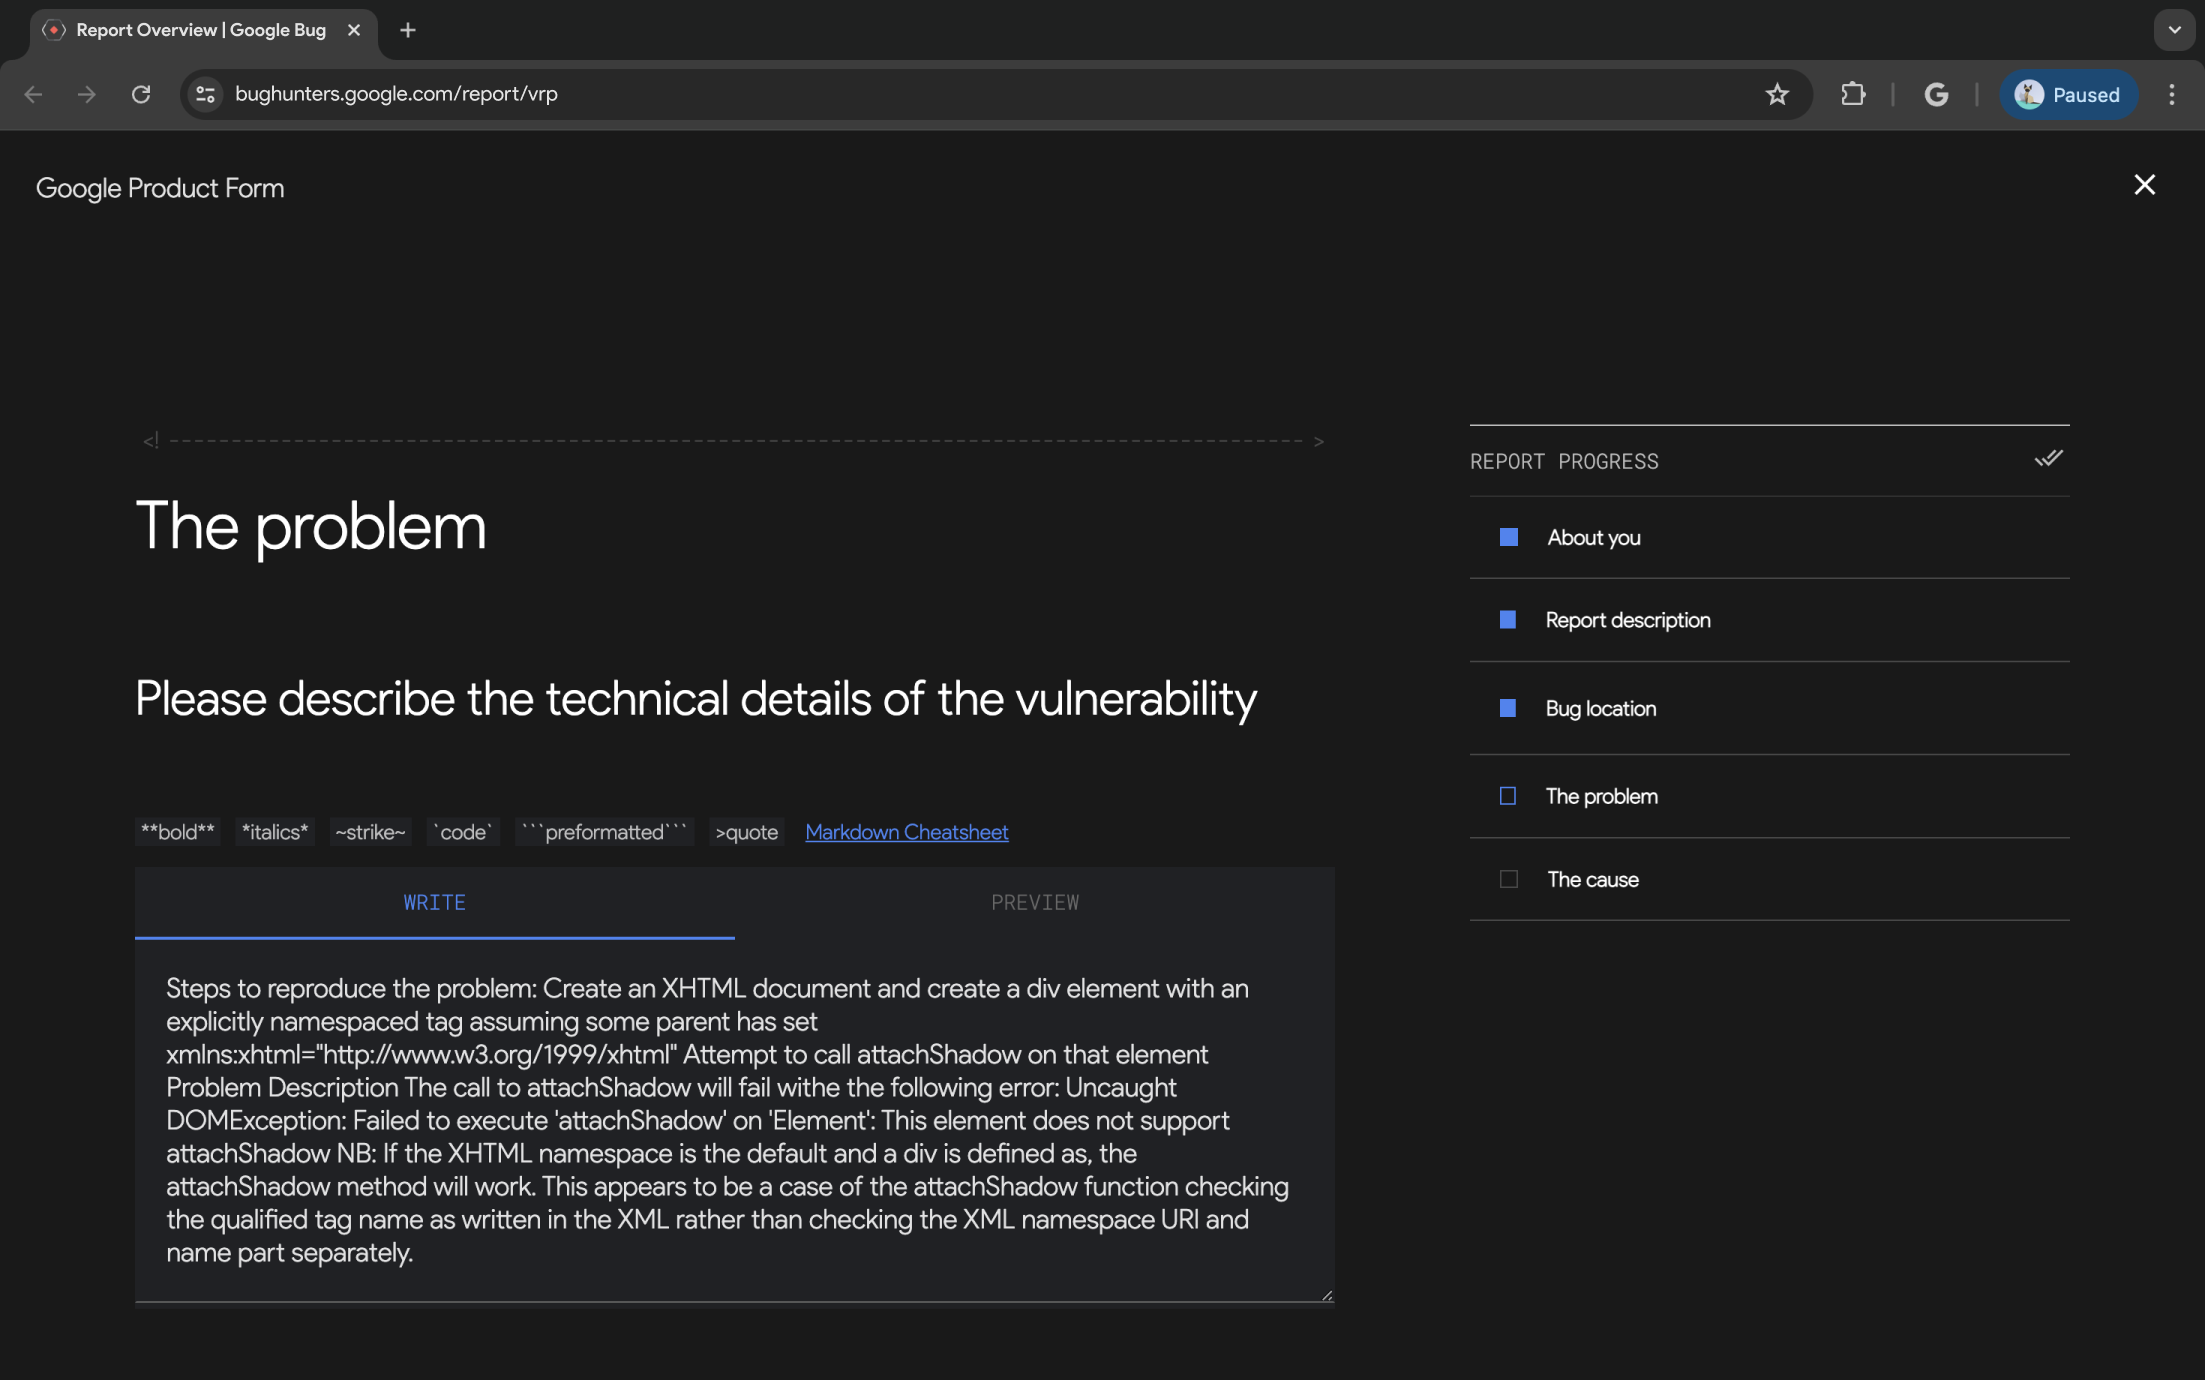 Report Overview | Google Bug
bughunters.google.com/report/vrp
Paused
Google Product Form
<! ---------------------------------------------------------------------------------------- >
The problem
Please describe the technical details of the vulnerability
**bold** *italics* ~strike~ `code` ```preformatted``` >quote Markdown Cheatsheet
WRITE PREVIEW
Steps to reproduce the problem: Create an XHTML document and create a div element with an
explicitly namespaced tag assuming some parent has set
xmlns:xhtml="http://www.w3.org/1999/xhtml" Attempt to call attachShadow on that element
Problem Description The call to attachShadow will fail withe the following error: Uncaught
DOMException: Failed to execute 'attachShadow' on 'Element': This element does not support
attachShadow NB: If the XHTML namespace is the default and a div is defined as, the
attachShadow method will work. This appears to be a case of the attachShadow function checking
the qualified tag name as written in the XML rather than checking the XML namespace URI and
name part separately.
REPORT PROGRESS
About you
Report description
Bug location
The problem
The cause